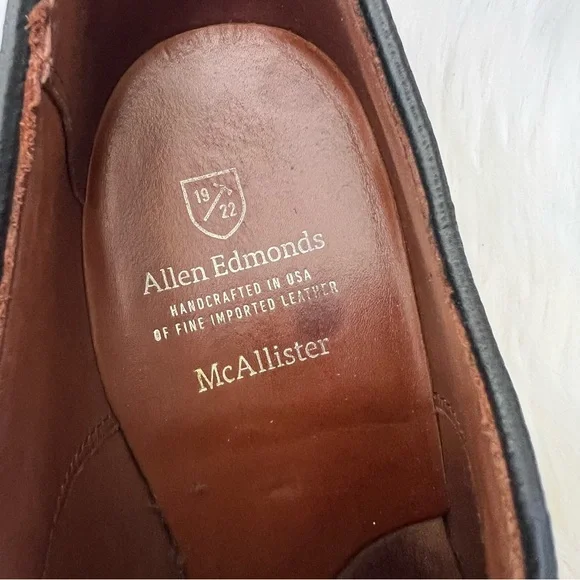 19
22
Allen Edmonds
HANDCRAFTED IN USA
OF FINE IMPORTED LEATHER
McAllister